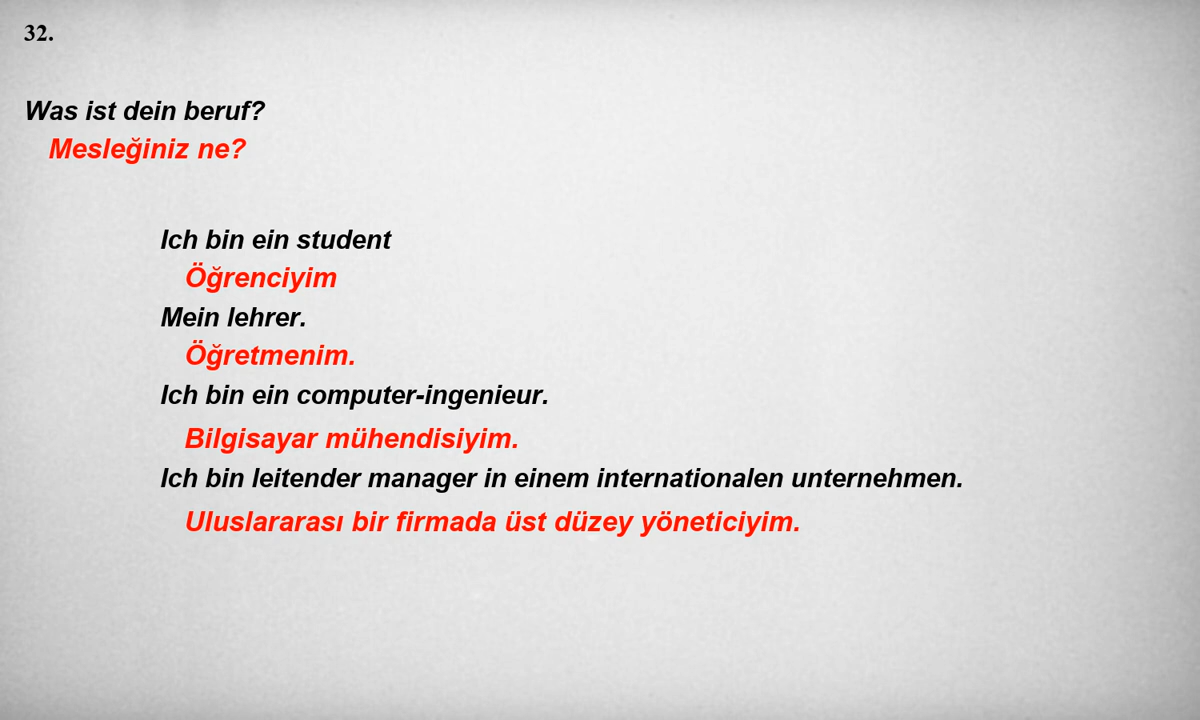 32.
Was ist dein beruf?
Mesleğiniz ne?
Ich bin ein student
Öğrenciyim
Mein lehrer.
Öğretmenim.
Ich bin ein computer-ingenieur.
Bilgisayar mühendisiyim.
Ich bin leitender manager in einem internationalen unternehmen.
Uluslararası bir firmada üst düzey yöneticiyim.